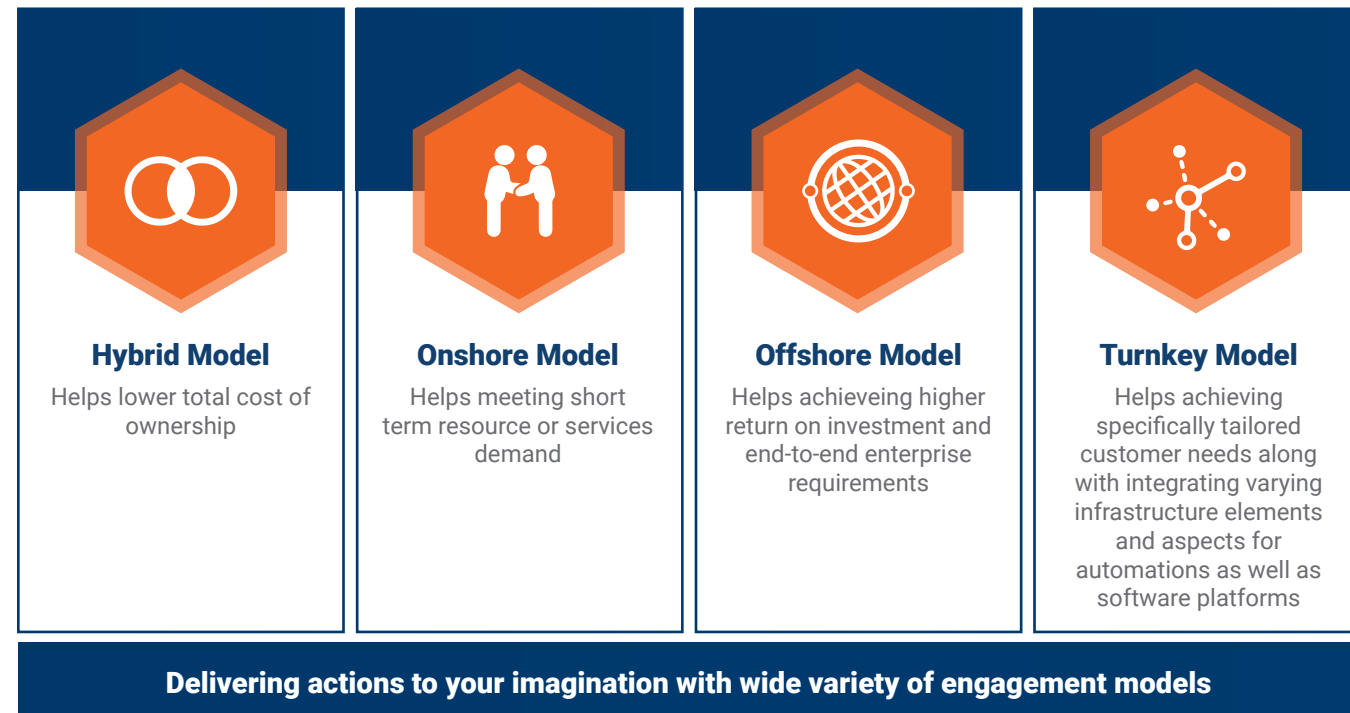 Hybrid Model
Helps lower total cost of
ownership
Onshore Model
Helps meeting short
term resource or services
demand
Offshore Model
Helps achieveing higher
return on investment and
end-to-end enterprise
requirements
Turnkey Model
Helps achieving
specifically tailored
customer needs along
with integrating varying
infrastructure elements
and aspects for
automations as well as
software platforms
Delivering actions to your imagination with wide variety of engagement models